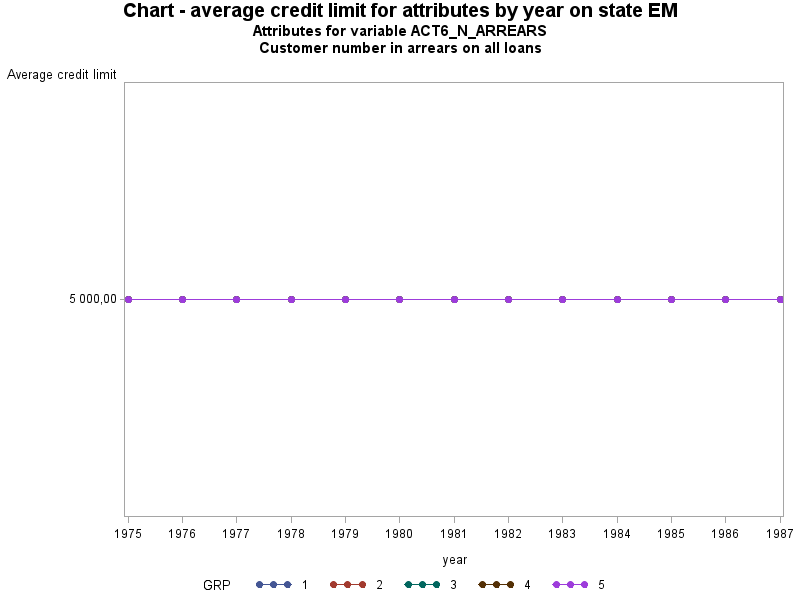 Chart - average credit limit for attributes by year on state EM
Attributes for variable ACT6_N_ARREARS
Customer number in arrears on all loans
Average credit limit
5 000,00
1975 1976 1977 1978 1979 1980 1981 1982 1983 1984 1985 1986 1987
year
GRP 1 2 3 4 5